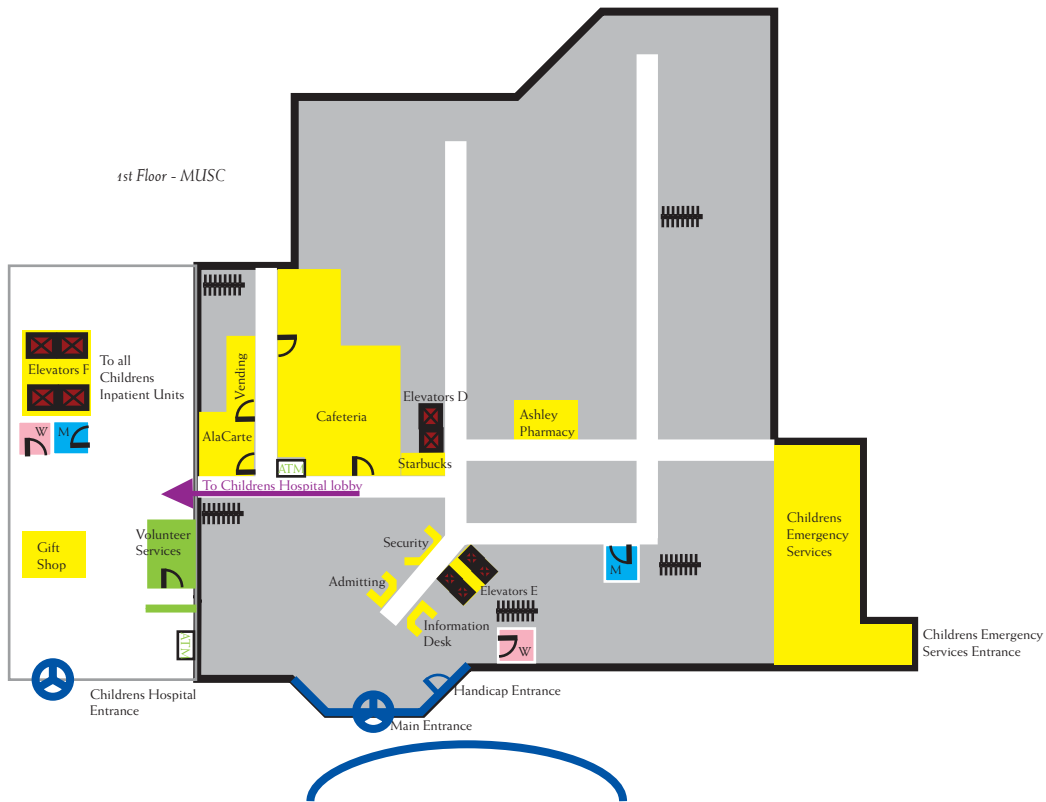 1st Floor - MUSC
To all
Childrens
Inpatient Units
Elevators F
W
M
Vending
AlaCarte
Cafeteria
Elevators D
Starbucks
Ashley
Pharmacy
ATM
To Childrens Hospital lobby
Volunteer
Services
Gift
Shop
Security
Admitting
Elevators E
Information
Desk
M
W
Childrens
Emergency
Services
Childrens Emergency
Services Entrance
ATM
Childrens Hospital
Entrance
Handicap Entrance
Main Entrance